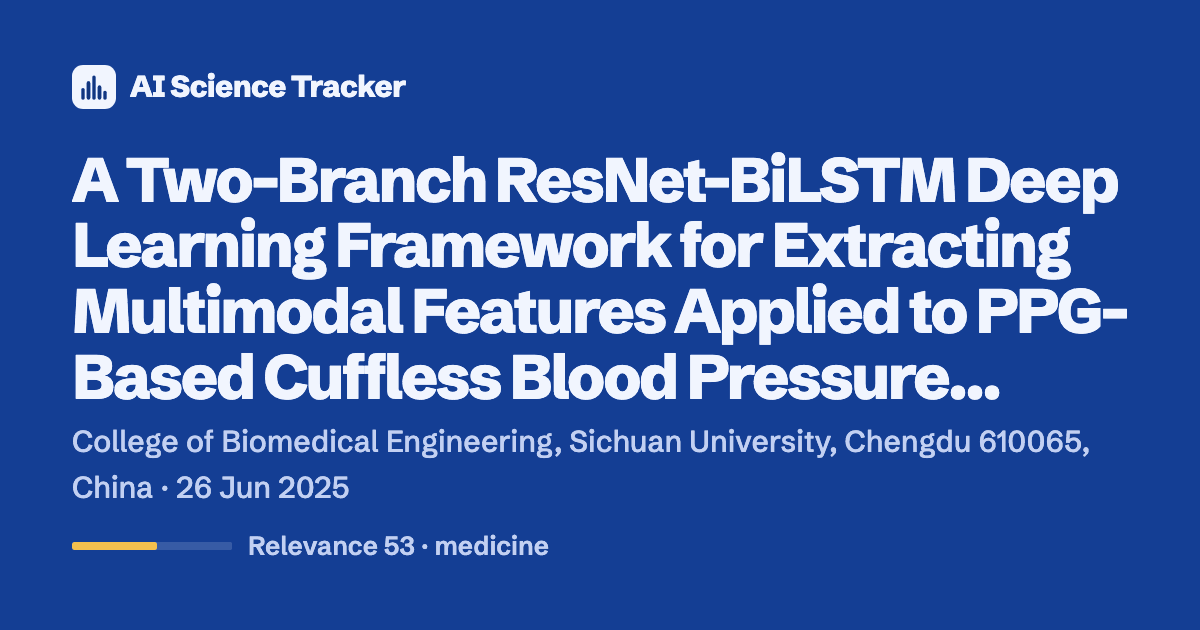 AI Science Tracker
A Two-Branch ResNet-BiLSTM Deep
Learning Framework for Extracting
Multimodal Features Applied to PPG-
Based Cuffless Blood Pressure...
College of Biomedical Engineering, Sichuan University, Chengdu 610065,
China · 26 Jun 2025
Relevance 53 · medicine